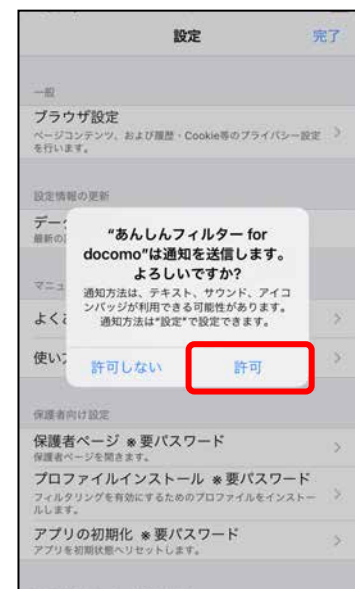 設定
完了
一般
ブラウザ設定
ページコンテンツ、および履歴・Cookie等のプライバシー設定
を行います。
設定情報の更新
デー
最新の
“あんしんフィルター for
docomo”は通知を送信します。
よろしいですか?
通知方法は、テキスト、サウンド、アイコ
ンバッジが利用できる可能性があります。
通知方法は“設定”で設定できます。
マニュ
よく
使い
許可しない
許可
保護者向け設定
保護者ページ ※要パスワード
保護者ページを開きます。
プロファイルインストール ※要パスワード
フィルタリングを有効にするためのプロファイルをインストー
ルします。
アプリの初期化 ※要パスワード
アプリを初期状態へリセットします。